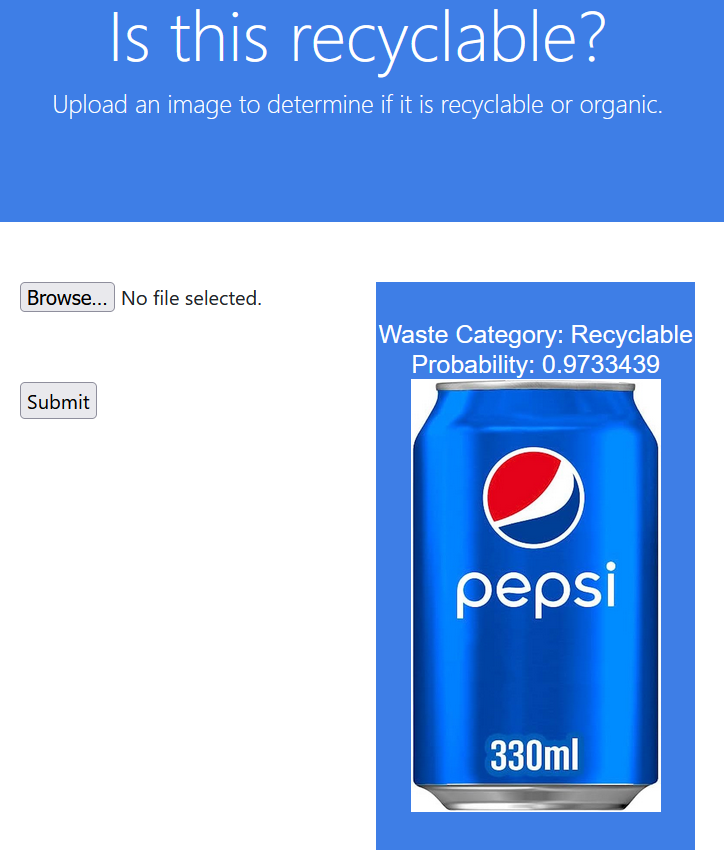 Is this recyclable?
Upload an image to determine if it is recyclable or organic.
Browse... No file selected.
Submit
Waste Category: Recyclable
Probability: 0.9733439
pepsi
330ml